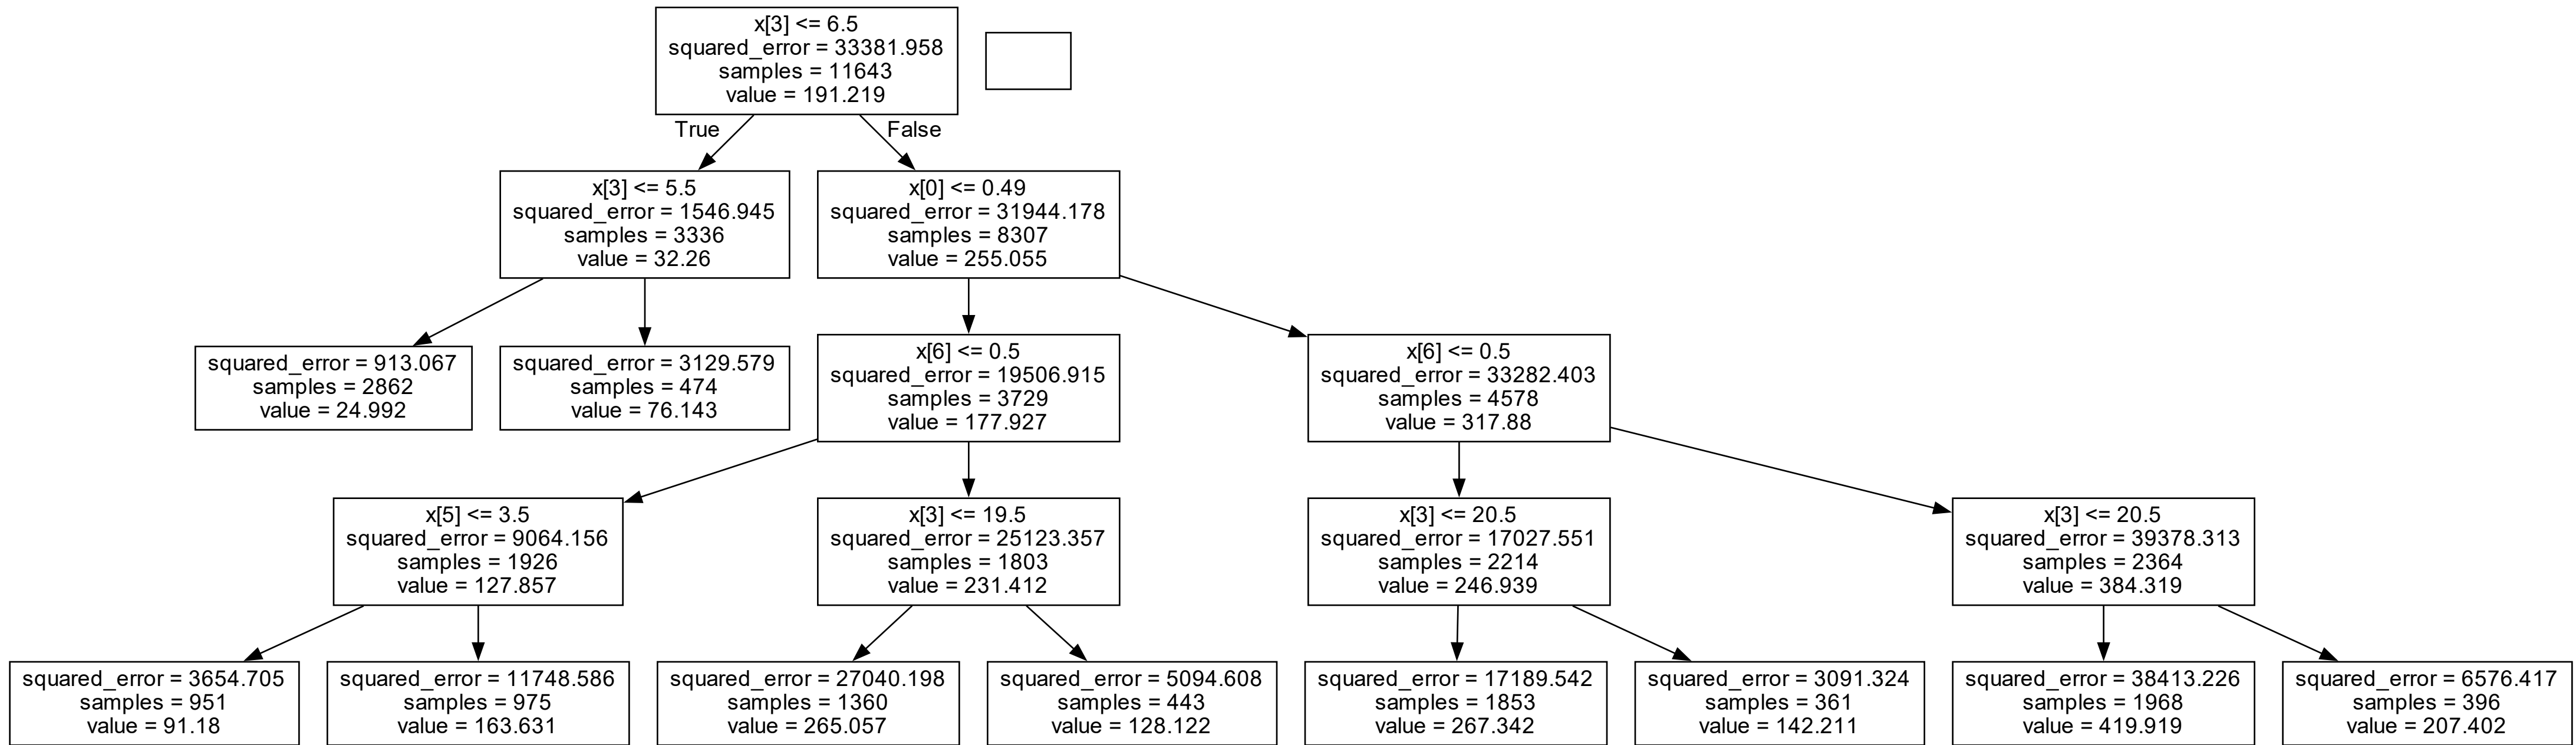 x[3] <= 6.5
squared_error = 33381.958
samples = 11643
value = 191.219
True
False
x[3] <= 5.5
squared_error = 1546.945
samples = 3336
value = 32.26
x[0] <= 0.49
squared_error = 31944.178
samples = 8307
value = 255.055
squared_error = 913.067
samples = 2862
value = 24.992
squared_error = 3129.579
samples = 474
value = 76.143
x[6] <= 0.5
squared_error = 19506.915
samples = 3729
value = 177.927
x[6] <= 0.5
squared_error = 33282.403
samples = 4578
value = 317.88
x[5] <= 3.5
squared_error = 9064.156
samples = 1926
value = 127.857
x[3] <= 19.5
squared_error = 25123.357
samples = 1803
value = 231.412
x[3] <= 20.5
squared_error = 17027.551
samples = 2214
value = 246.939
x[3] <= 20.5
squared_error = 39378.313
samples = 2364
value = 384.319
squared_error = 3654.705
samples = 951
value = 91.18
squared_error = 11748.586
samples = 975
value = 163.631
squared_error = 27040.198
samples = 1360
value = 265.057
squared_error = 5094.608
samples = 443
value = 128.122
squared_error = 17189.542
samples = 1853
value = 267.342
squared_error = 3091.324
samples = 361
value = 142.211
squared_error = 38413.226
samples = 1968
value = 419.919
squared_error = 6576.417
samples = 396
value = 207.402